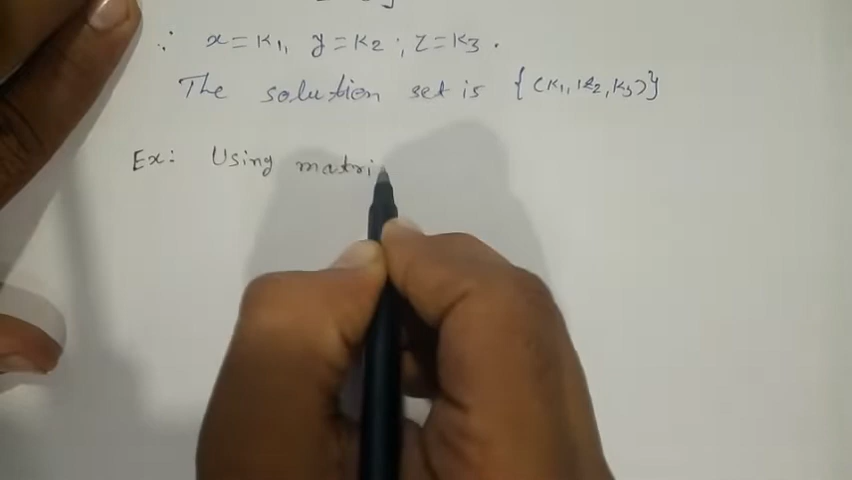 ∵ x = K₁, y = K₂ ; z = K₃ .
The solution set is {(K₁, K₂, K₃)}
Ex: Using matri